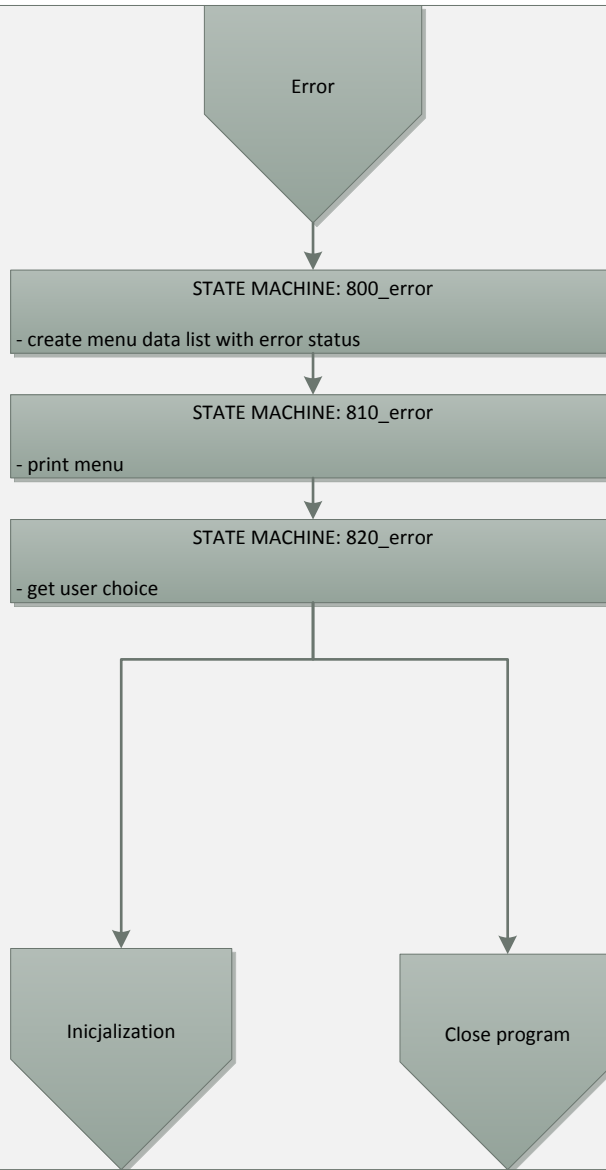 Error
STATE MACHINE: 800_error
- create menu data list with error status
STATE MACHINE: 810_error
- print menu
STATE MACHINE: 820_error
- get user choice
Inicjalization
Close program